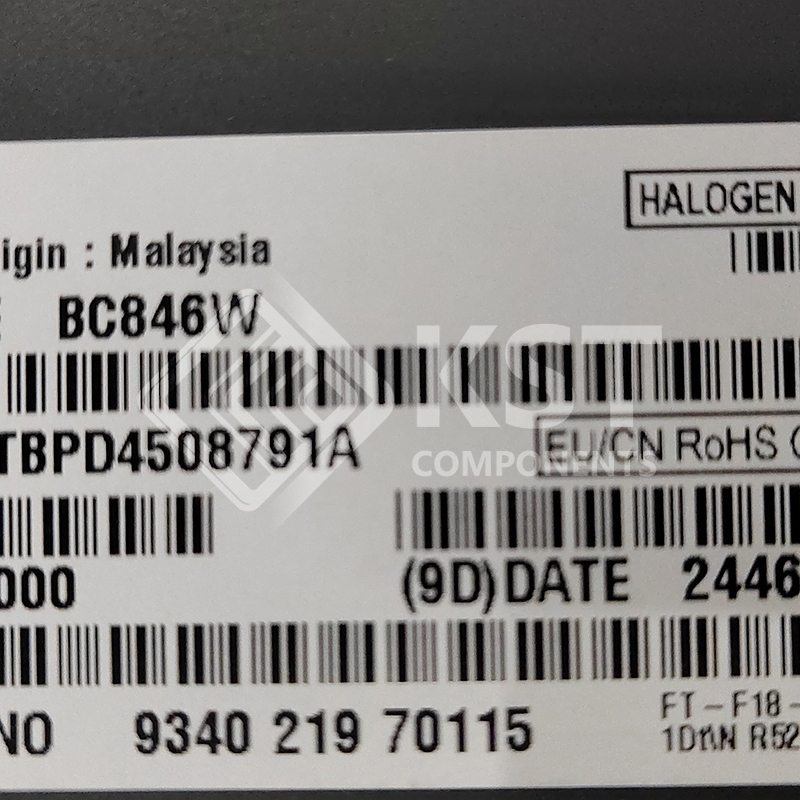 HALOGEN
igin : Malaysia
BC846W
KST
COMPONENTS
TBPD4508791A
EU/CN RoHS
000
(9D)DATE 2446
NO 9340 219 70115
FT-F18-
R52